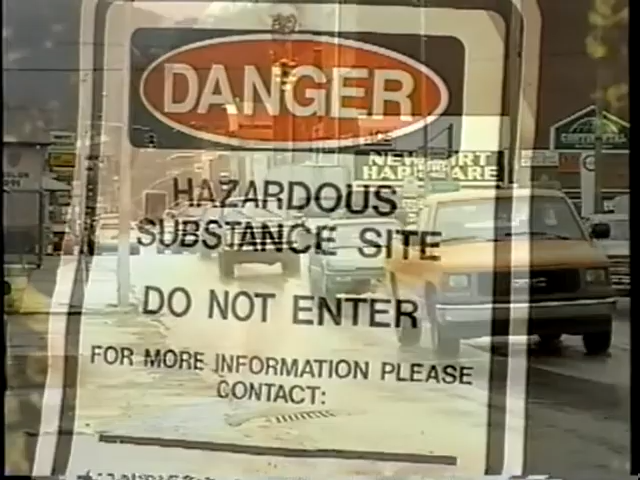 DANGER
HAZARDOUS
SUBSTANCE SITE
DO NOT ENTER
FOR MORE INFORMATION PLEASE
CONTACT:
NEWPORT
HARDWARE